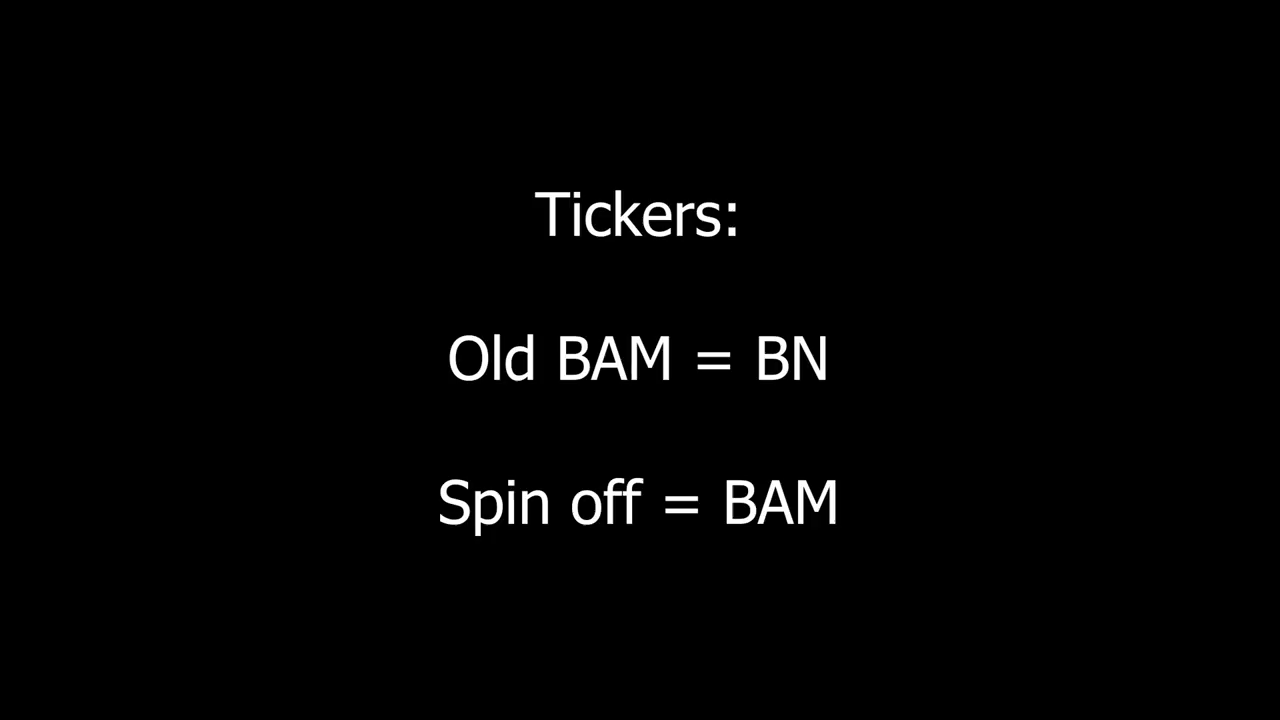 Tickers:
Old BAM = BN
Spin off = BAM